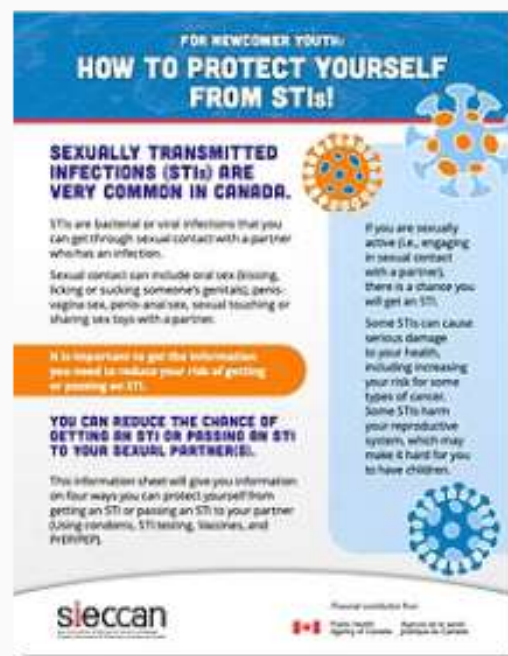 FOR NEWCOMER YOUTH:
HOW TO PROTECT YOURSELF
FROM STIs!
SEXUALLY TRANSMITTED
INFECTIONS (STIs) ARE
VERY COMMON IN CANADA.
STIs are bacterial or viral infections that you
can get through sexual contact with a partner
who has an infection.
Sexual contact can include oral sex (kissing,
licking or sucking someone's genitals), penis-
vagina sex, penis-anal sex, sexual touching or
sharing sex toys with a partner.
It is important to get the information
you need to reduce your risk of getting
or passing an STI.
YOU CAN REDUCE THE CHANCE OF
GETTING AN STI OR PASSING AN STI
TO YOUR SEXUAL PARTNER(S).
This information sheet will give you information
on four ways you can protect yourself from
getting an STI or passing an STI to your partner
(Using condoms, STI testing, Vaccines, and
PrEP/PEP).
If you are sexually
active (i.e., engaging
in sexual contact
with a partner),
there is a chance you
will get an STI.
Some STIs can cause
serious damage
to your health,
including increasing
your risk for some
types of cancer.
Some STIs harm
your reproductive
system, which may
make it hard for you
to have children.
sieccan
Financial contribution from
Public Health
Agency of Canada
Agence de la santé
publique du Canada